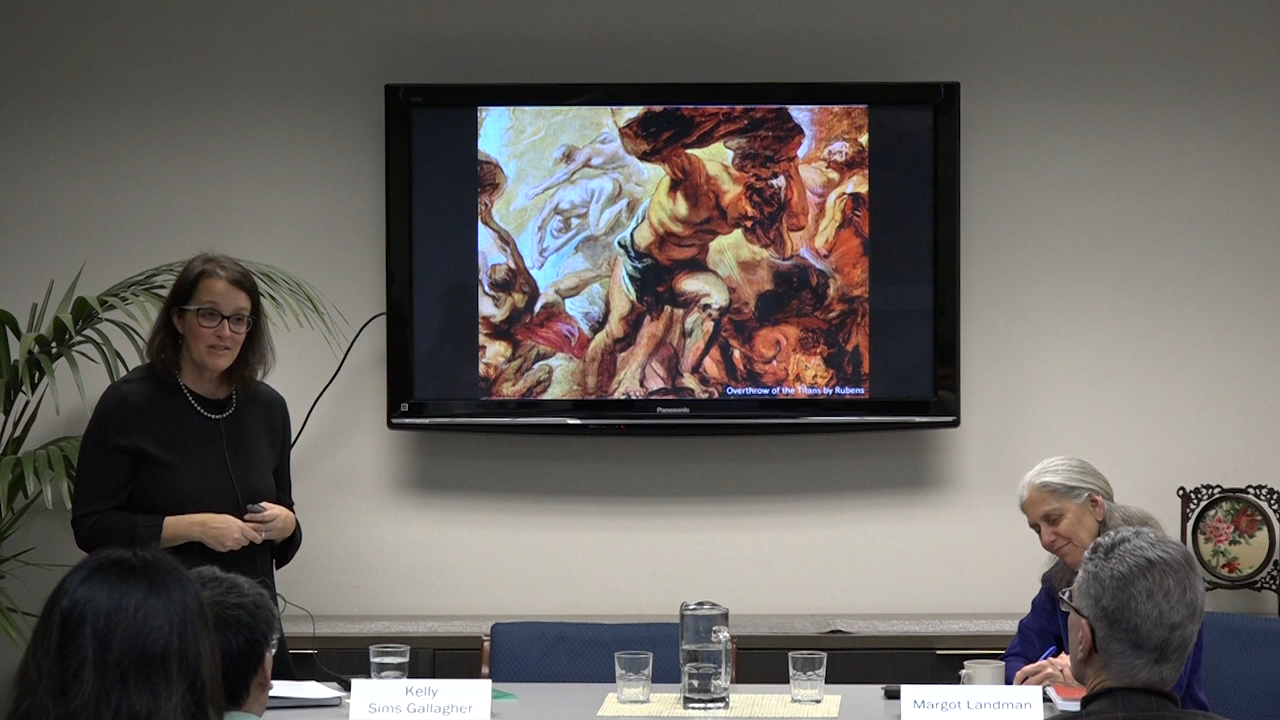 Overthrow of the Titans by Rubens
Panasonic
Kelly
Sims Gallagher
Margot Landman